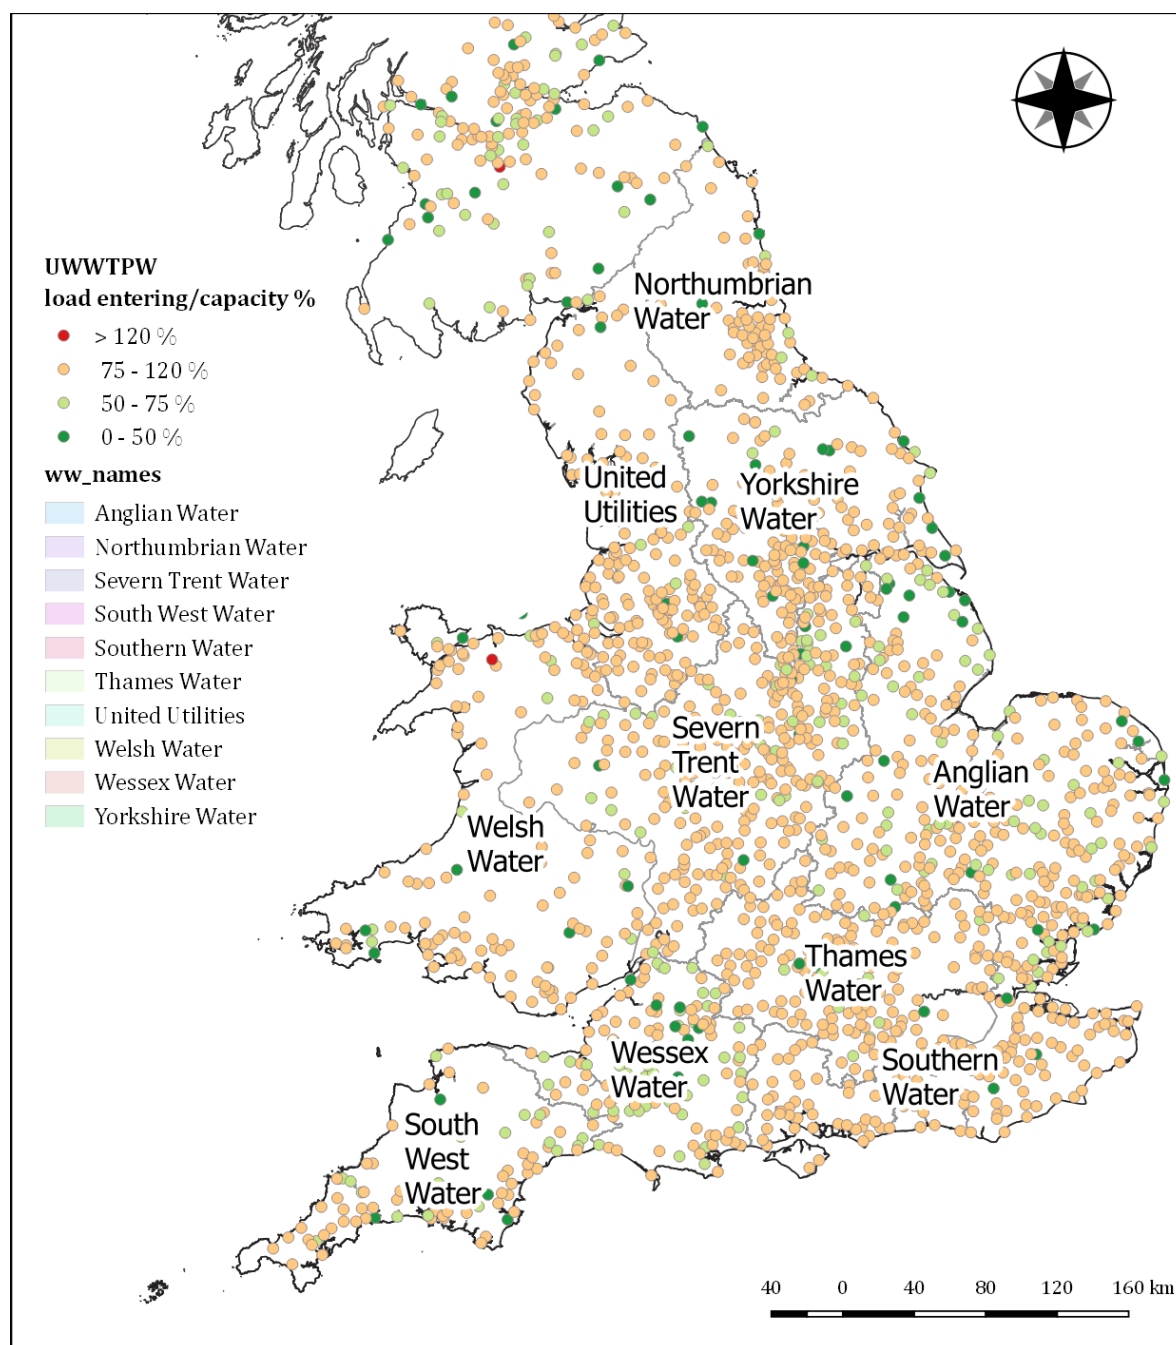 UWWTPW
load entering/capacity %
> 120 %
75 - 120 %
50 - 75 %
0 - 50 %
ww_names
Anglian Water
Northumbrian Water
Severn Trent Water
South West Water
Southern Water
Thames Water
United Utilities
Welsh Water
Wessex Water
Yorkshire Water
Northumbrian
Water
United
Utilities
Yorkshire
Water
Severn
Trent
Water
Anglian
Water
Welsh
Water
Thames
Water
Wessex
Water
Southern
Water
South
West
Water
40 0 40 80 120 160 km